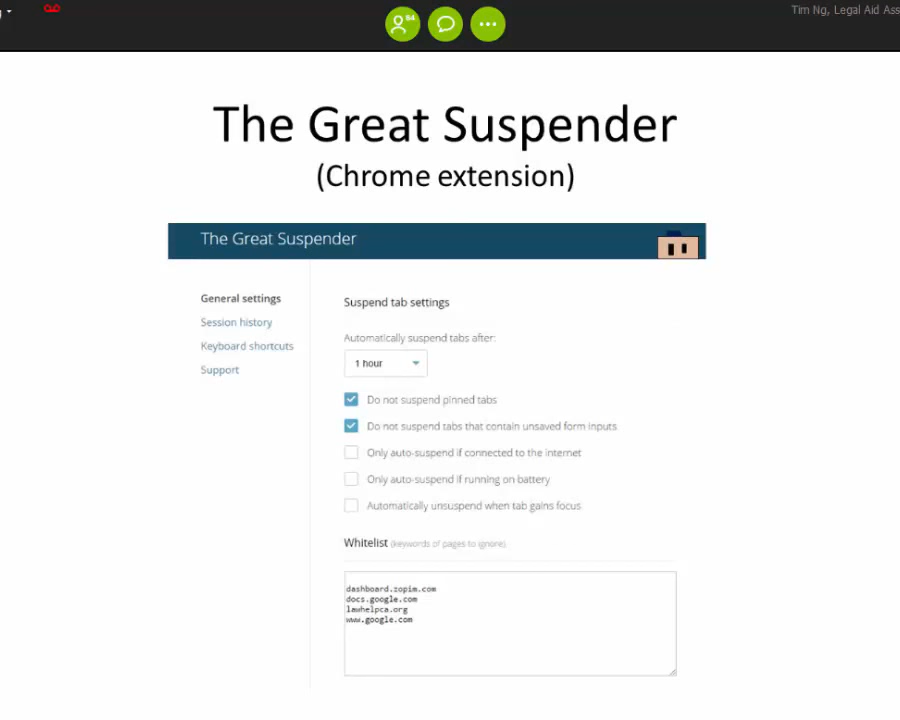 Tim Ng, Legal Aid Ass
84
The Great Suspender
(Chrome extension)
The Great Suspender
General settings
Session history
Keyboard shortcuts
Support
Suspend tab settings
Automatically suspend tabs after:
1 hour
Do not suspend pinned tabs
Do not suspend tabs that contain unsaved form inputs
Only auto-suspend if connected to the internet
Only auto-suspend if running on battery
Automatically unsuspend when tab gains focus
Whitelist (keywords of pages to ignore)
dashboard.zopim.com
docs.google.com
lawhelpca.org
www.google.com